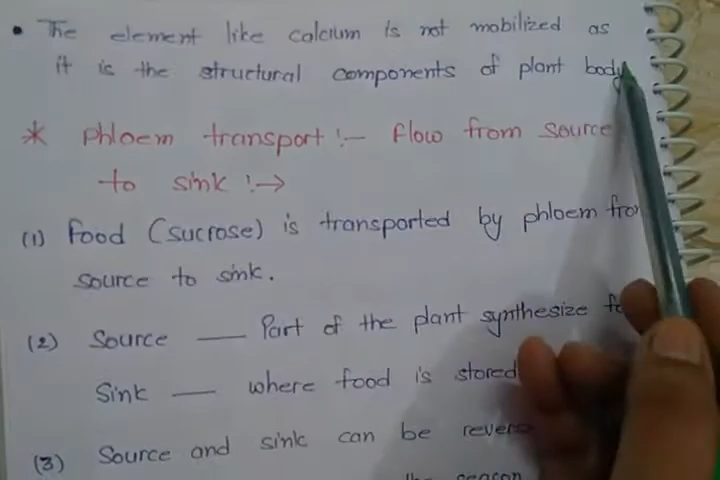 • The element like calcium is not mobilized as
it is the structural components of plant body
* Phloem transport :- Flow from source
to sink :→
(1) Food (sucrose) is transported by phloem
source to sink.
(2) Source — Part of the plant synthesize
Sink — where food is stored
(3) Source and sink can be
the season